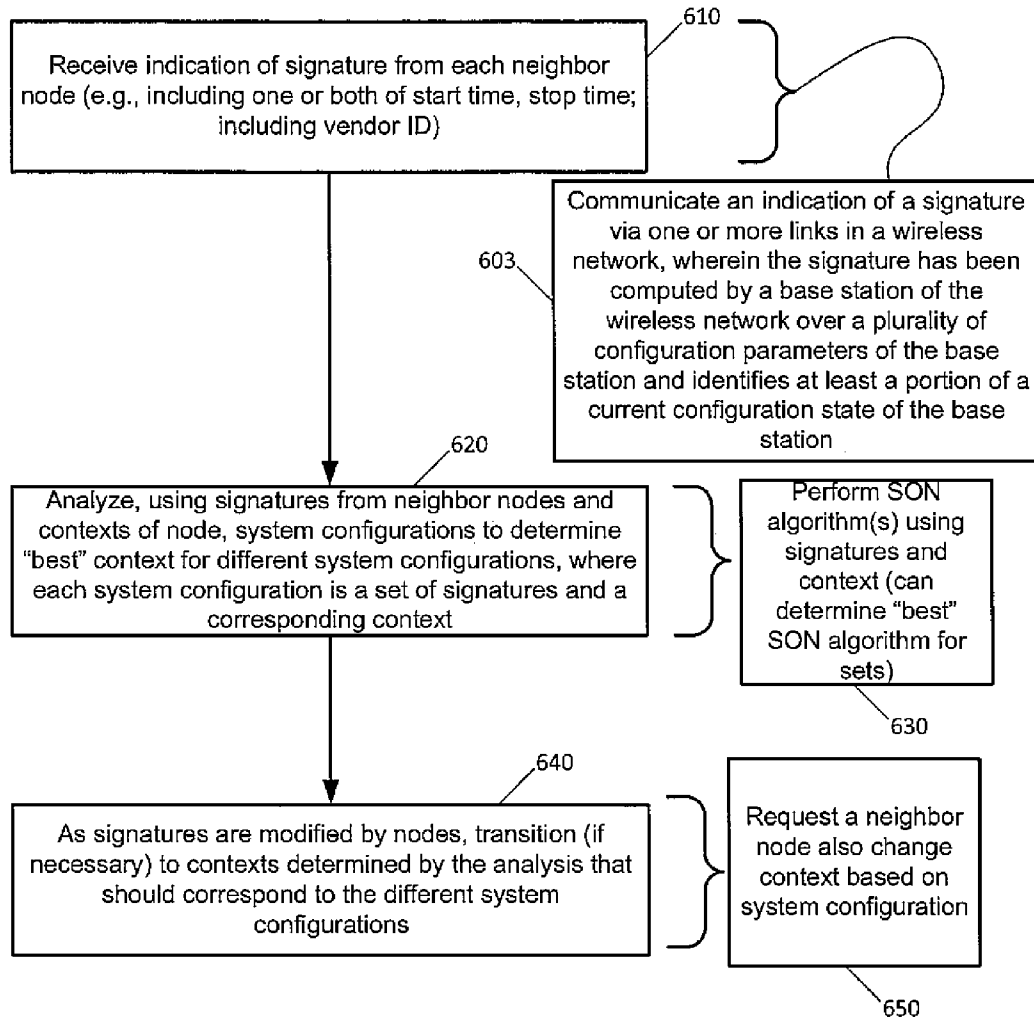 610
Receive indication of signature from each neighbor
node (e.g., including one or both of start time, stop time;
including vendor ID)
603
Communicate an indication of a signature
via one or more links in a wireless
network, wherein the signature has been
computed by a base station of the
wireless network over a plurality of
configuration parameters of the base
station and identifies at least a portion of a
current configuration state of the base
station
620
Analyze, using signatures from neighbor nodes and
contexts of node, system configurations to determine
“best” context for different system configurations, where
each system configuration is a set of signatures and a
corresponding context
Perform SON
algorithm(s) using
signatures and
context (can
determine “best”
SON algorithm for
sets)
630
640
As signatures are modified by nodes, transition (if
necessary) to contexts determined by the analysis that
should correspond to the different system
configurations
Request a neighbor
node also change
context based on
system configuration
650